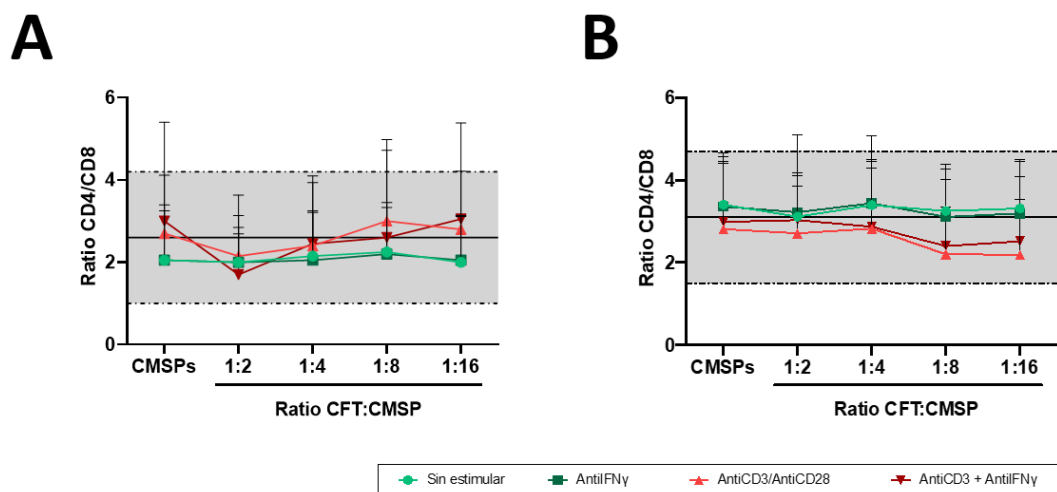 A
B
6
4
2
0
Ratio CD4/CD8
CMSPs 1:2 1:4 1:8 1:16
Ratio CFT:CMSP
6
4
2
0
Ratio CD4/CD8
CMSPs 1:2 1:4 1:8 1:16
Ratio CFT:CMSP
Sin estimular AntiIFNγ AntiCD3/AntiCD28 AntiCD3 + AntiIFNγ